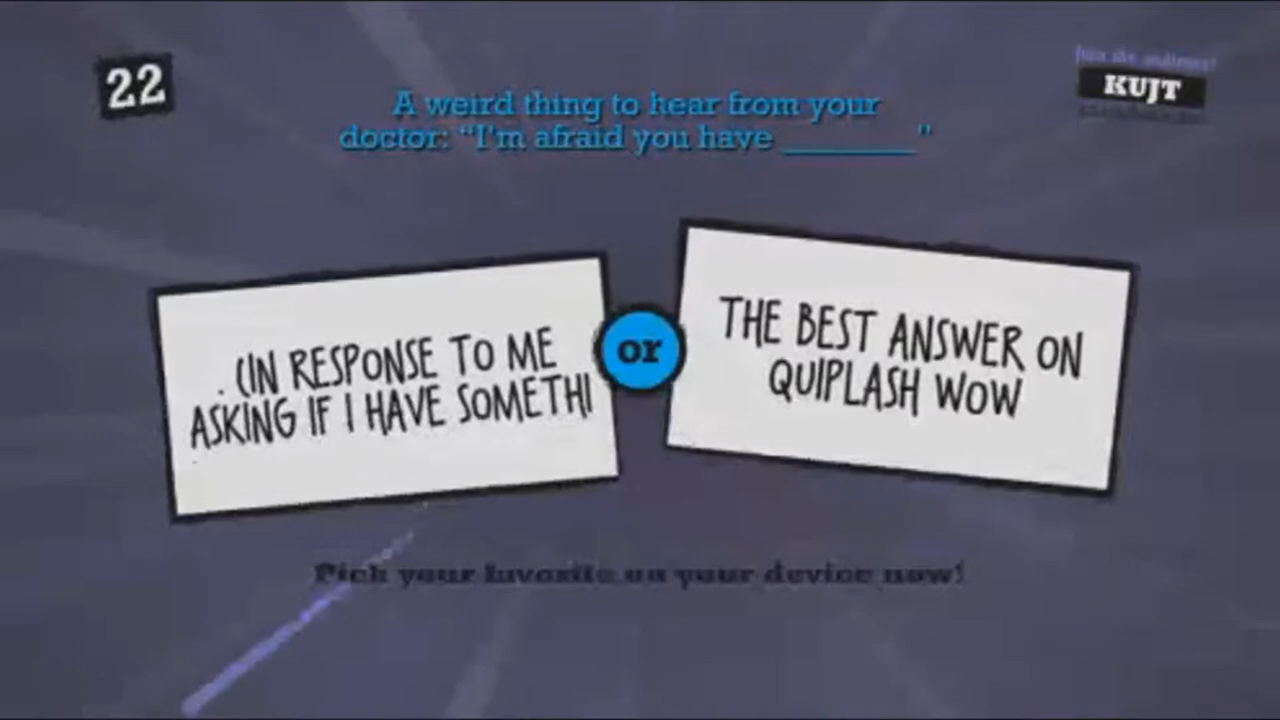 22
KUJT
A weird thing to hear from your
doctor: “I’m afraid you have ________”
. (IN RESPONSE TO ME
ASKING IF I HAVE SOMETHI
or
THE BEST ANSWER ON
QUIPLASH WOW
Pick your favorite on your device now!